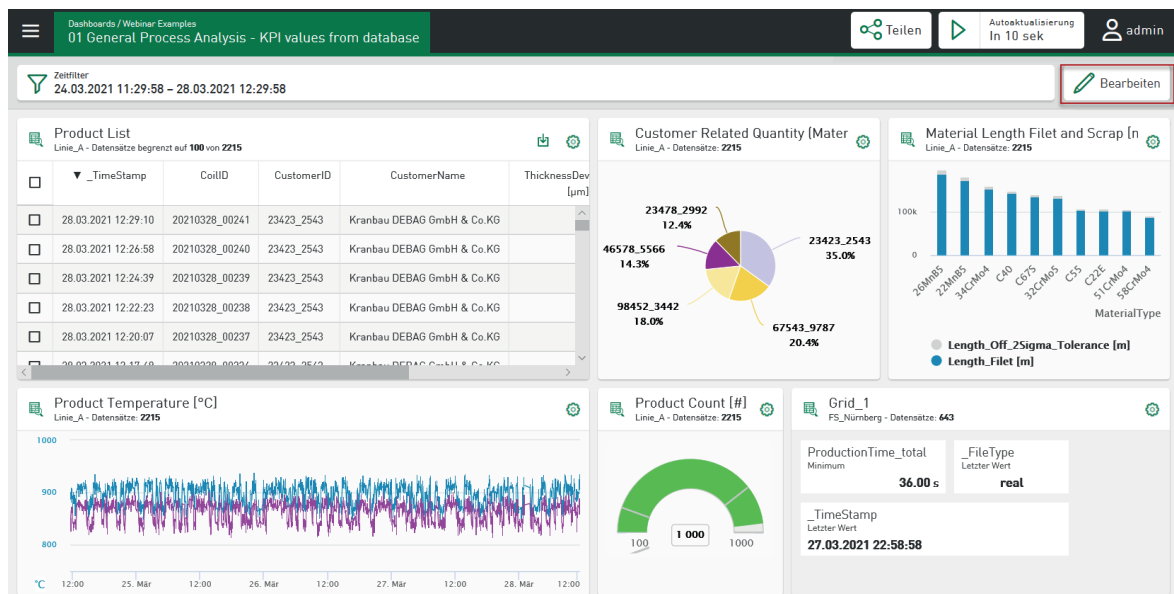 Dashboards / Webinar Examples
01 General Process Analysis - KPI values from database
Teilen
Autoaktualisierung
In 10 sek
admin
Zeitfilter
24.03.2021 11:29:58 – 28.03.2021 12:29:58
Bearbeiten
Product List
Linie_A - Datensätze begrenzt auf 100 von 2215
▼ _TimeStamp CoilID CustomerID CustomerName ThicknessDev
[µm]
28.03.2021 12:29:10 20210328_00241 23423_2543 Kranbau DEBAG GmbH & Co.KG
28.03.2021 12:26:58 20210328_00240 23423_2543 Kranbau DEBAG GmbH & Co.KG
28.03.2021 12:24:39 20210328_00239 23423_2543 Kranbau DEBAG GmbH & Co.KG
28.03.2021 12:22:23 20210328_00238 23423_2543 Kranbau DEBAG GmbH & Co.KG
28.03.2021 12:20:07 20210328_00237 23423_2543 Kranbau DEBAG GmbH & Co.KG
Customer Related Quantity (Mater
Linie_A - Datensätze: 2215
23478_2992
12.4%
46578_5566
14.3%
23423_2543
35.0%
98452_3442
18.0%
67543_9787
20.4%
Material Length Filet and Scrap [n
Linie_A - Datensätze: 2215
100k
0
26MnB5
22MnB5
34CrMo4
C40
C67S
32CrMo5
C55
C22E
51CrMo4
58CrMo4
MaterialType
Length_Off_2Sigma_Tolerance [m]
Length_Filet [m]
Product Temperature [°C]
Linie_A - Datensätze: 2215
1000
900
800
°C 12:00 25. Mär 12:00 26. Mär 12:00 27. Mär 12:00 28. Mär 12:00
Product Count [#]
Linie_A - Datensätze: 2215
100
1 000
1000
Grid_1
FS_Nürnberg - Datensätze: 643
ProductionTime_total
Minimum
36.00 s
_FileType
Letzter Wert
real
_TimeStamp
Letzter Wert
27.03.2021 22:58:58